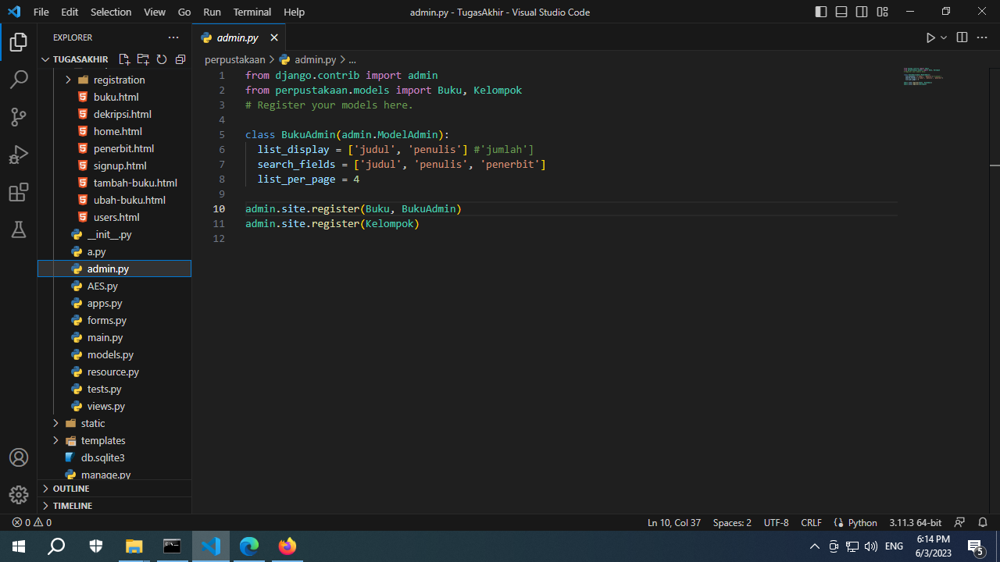 File Edit Selection View Go Run Terminal Help
admin.py - TugasAkhir - Visual Studio Code
EXPLORER
TUGASAKHIR
registration
buku.html
dekripsi.html
home.html
penerbit.html
signup.html
tambah-buku.html
ubah-buku.html
users.html
__init__.py
a.py
admin.py
AES.py
apps.py
forms.py
main.py
models.py
resource.py
tests.py
views.py
static
templates
db.sqlite3
manage.py
OUTLINE
TIMELINE
admin.py
perpustakaan > admin.py > ...
1 from django.contrib import admin
2 from perpustakaan.models import Buku, Kelompok
3 # Register your models here.
4
5 class BukuAdmin(admin.ModelAdmin):
6 list_display = ['judul', 'penulis'] #'jumlah']
7 search_fields = ['judul', 'penulis', 'penerbit']
8 list_per_page = 4
9
10 admin.site.register(Buku, BukuAdmin)
11 admin.site.register(Kelompok)
12
0 0
Ln 10, Col 37 Spaces: 2 UTF-8 CRLF Python 3.11.3 64-bit
ENG
6:14 PM
6/3/2023
5